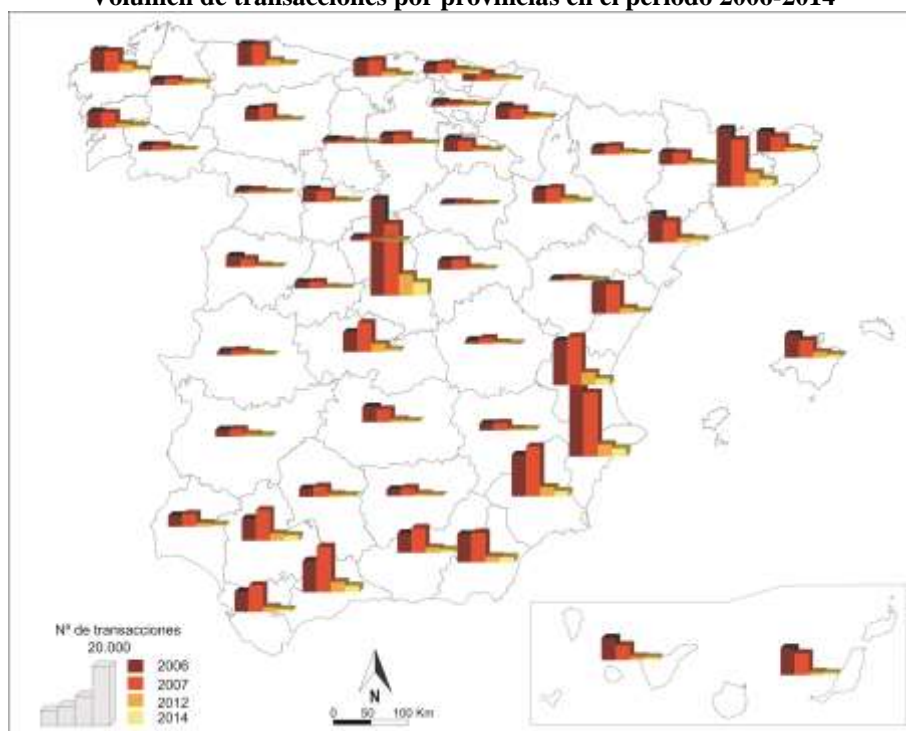 Volumen de transacciones por provincias en el periodo 2006-2014
Nº de transacciones
20.000
2006
2007
2012
2014
N
0 50 100 Km